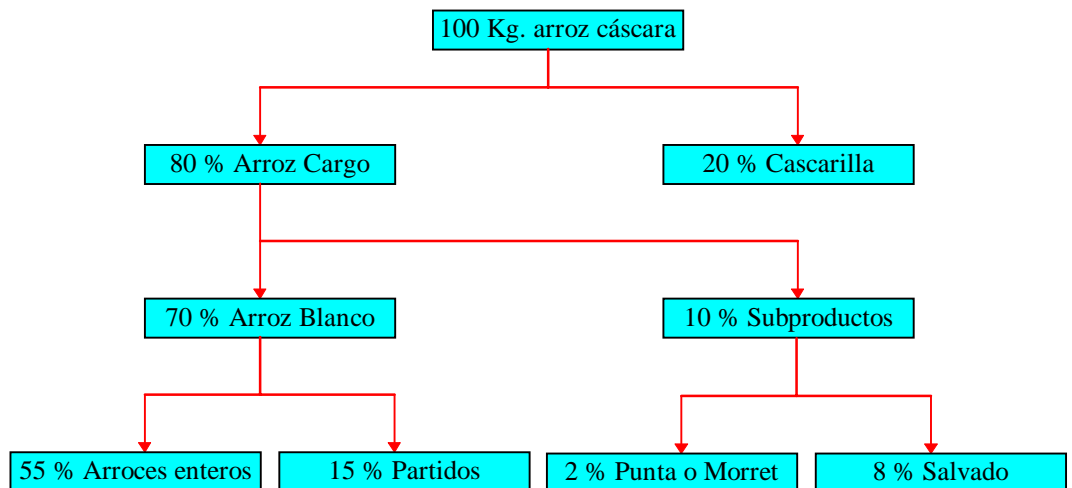 100 Kg. arroz cáscara
80 % Arroz Cargo
20 % Cascarilla
70 % Arroz Blanco
10 % Subproductos
55 % Arroces enteros
15 % Partidos
2 % Punta o Morret
8 % Salvado